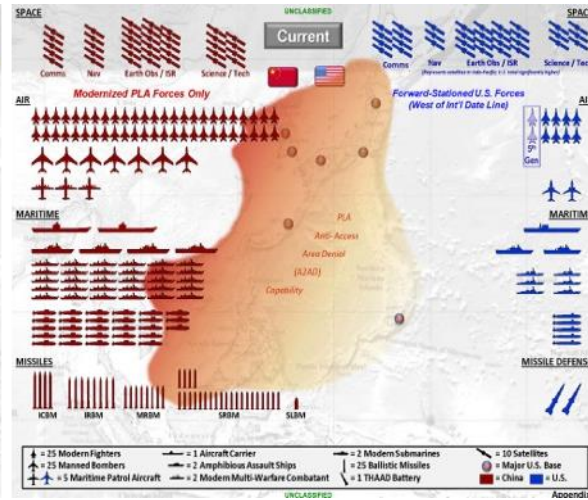 UNCLASSIFIED
SPACE
Current
SPAC
Comms
Nav
Earth Obs / ISR
Science / Tech
Comms
Nav
Earth Obs / ISR
Science / Tech
Modernized PLA Forces Only
Forward-Stationed U.S. Forces
(West of Int'l Date Line)
AIR
AI
5th
Gen
MARITIME
MARITIM
PLA
Anti- Access
Area Denial
(A2AD)
Capability
MISSILES
MISSILE DEFENS
ICBM
IRBM
MRBM
SRBM
SLBM
= 25 Modern Fighters
= 1 Aircraft Carrier
= 2 Modern Submarines
= 10 Satellites
= 25 Manned Bombers
= 2 Amphibious Assault Ships
= 25 Ballistic Missiles
= Major U.S. Base
= 5 Maritime Patrol Aircraft
= 2 Modern Multi-Warfare Combatant
= 1 THAAD Battery
= China
= U.S.
UNCLASSIFIED